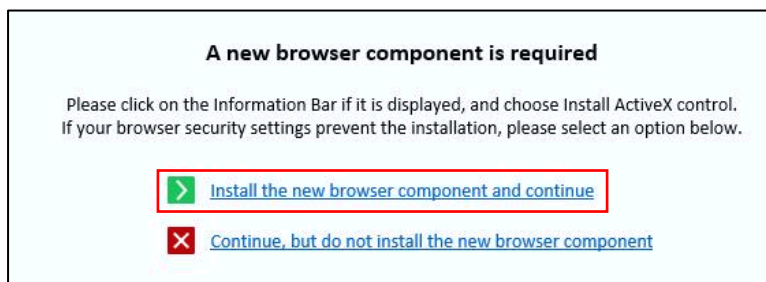 A new browser component is required
Please click on the Information Bar if it is displayed, and choose Install ActiveX control.
If your browser security settings prevent the installation, please select an option below.
Install the new browser component and continue
Continue, but do not install the new browser component